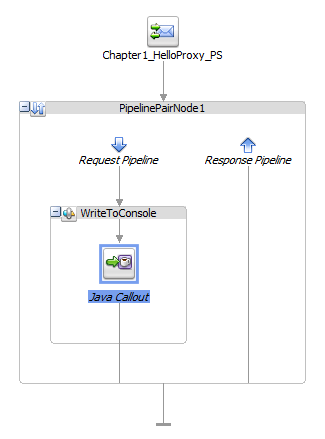 Chapter1_HelloProxy_PS
PipelinePairNode1
Request Pipeline
Response Pipeline
WriteToConsole
Java Callout